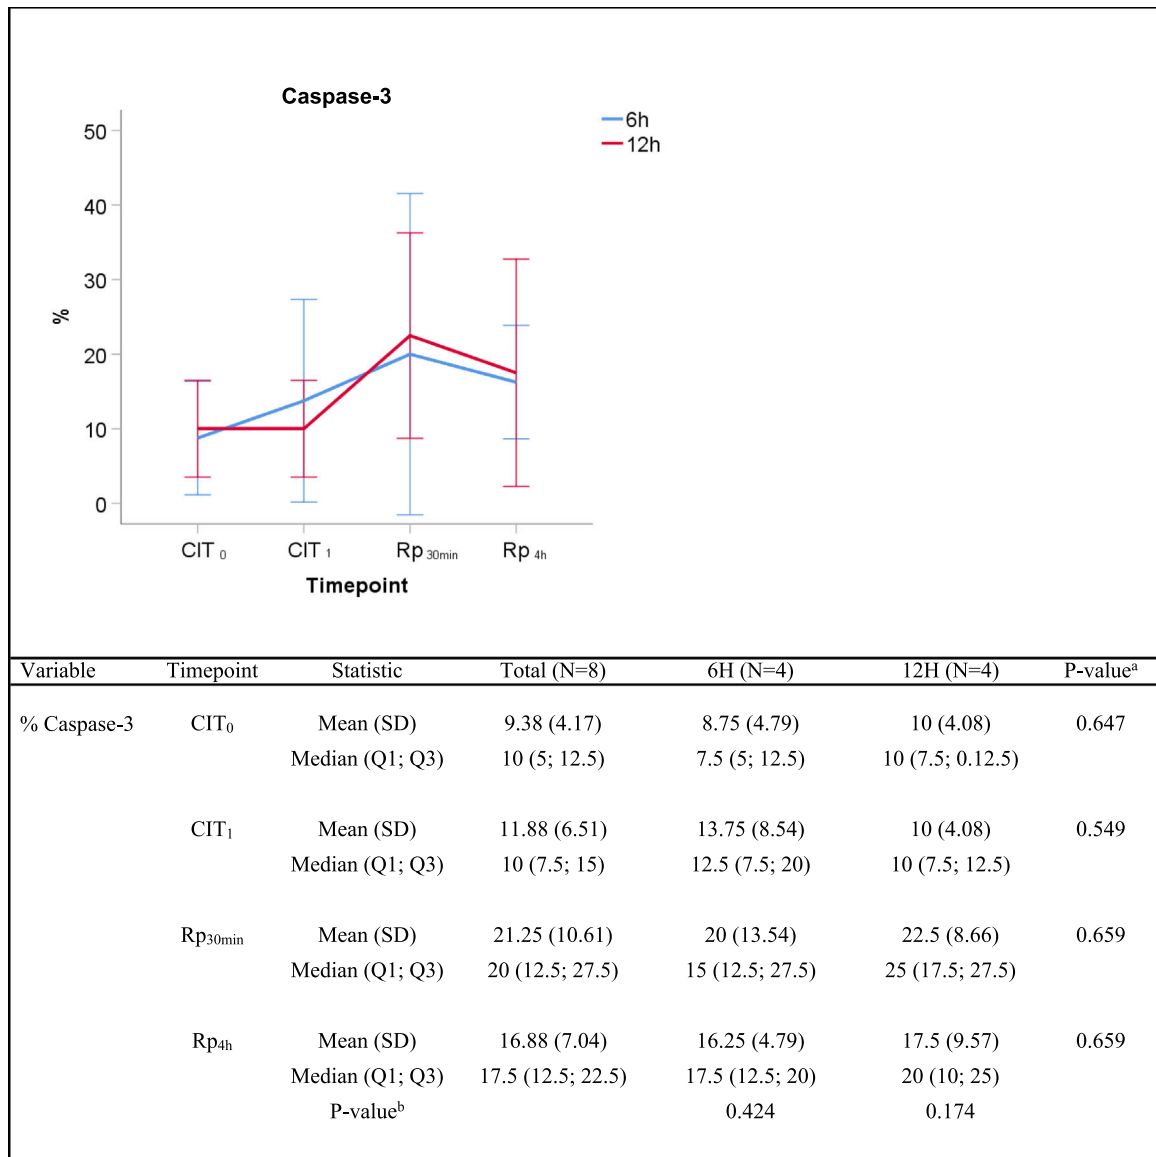 Caspase-3
6h
12h
50
40
30
20
10
0
%
CIT 0 CIT 1 Rp 30min Rp 4h
Timepoint
Variable Timepoint Statistic Total (N=8) 6H (N=4) 12H (N=4) P-valueᵃ
% Caspase-3 CIT₀ Mean (SD) 9.38 (4.17) 8.75 (4.79) 10 (4.08) 0.647
Median (Q1; Q3) 10 (5; 12.5) 7.5 (5; 12.5) 10 (7.5; 0.12.5)
CIT₁ Mean (SD) 11.88 (6.51) 13.75 (8.54) 10 (4.08) 0.549
Median (Q1; Q3) 10 (7.5; 15) 12.5 (7.5; 20) 10 (7.5; 12.5)
Rp30min Mean (SD) 21.25 (10.61) 20 (13.54) 22.5 (8.66) 0.659
Median (Q1; Q3) 20 (12.5; 27.5) 15 (12.5; 27.5) 25 (17.5; 27.5)
Rp4h Mean (SD) 16.88 (7.04) 16.25 (4.79) 17.5 (9.57) 0.659
Median (Q1; Q3) 17.5 (12.5; 22.5) 17.5 (12.5; 20) 20 (10; 25)
P-valueᵇ 0.424 0.174